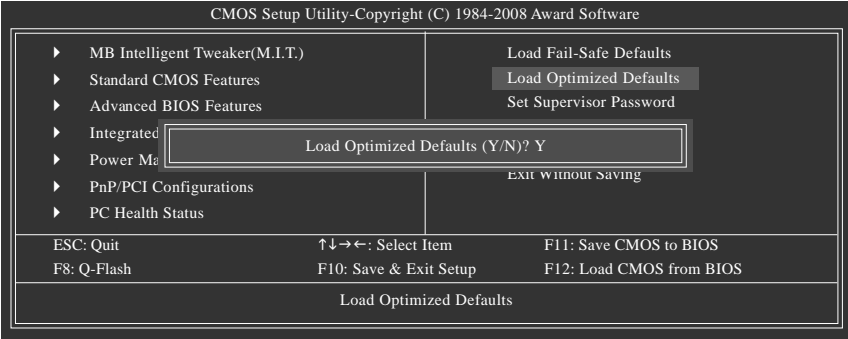 CMOS Setup Utility-Copyright (C) 1984-2008 Award Software
MB Intelligent Tweaker(M.I.T.)
Standard CMOS Features
Advanced BIOS Features
Integrated
Power Ma
PnP/PCI Configurations
PC Health Status
Load Fail-Safe Defaults
Load Optimized Defaults
Set Supervisor Password
Exit Without Saving
Load Optimized Defaults (Y/N)? Y
ESC: Quit ↑↓→←: Select Item F11: Save CMOS to BIOS
F8: Q-Flash F10: Save & Exit Setup F12: Load CMOS from BIOS
Load Optimized Defaults